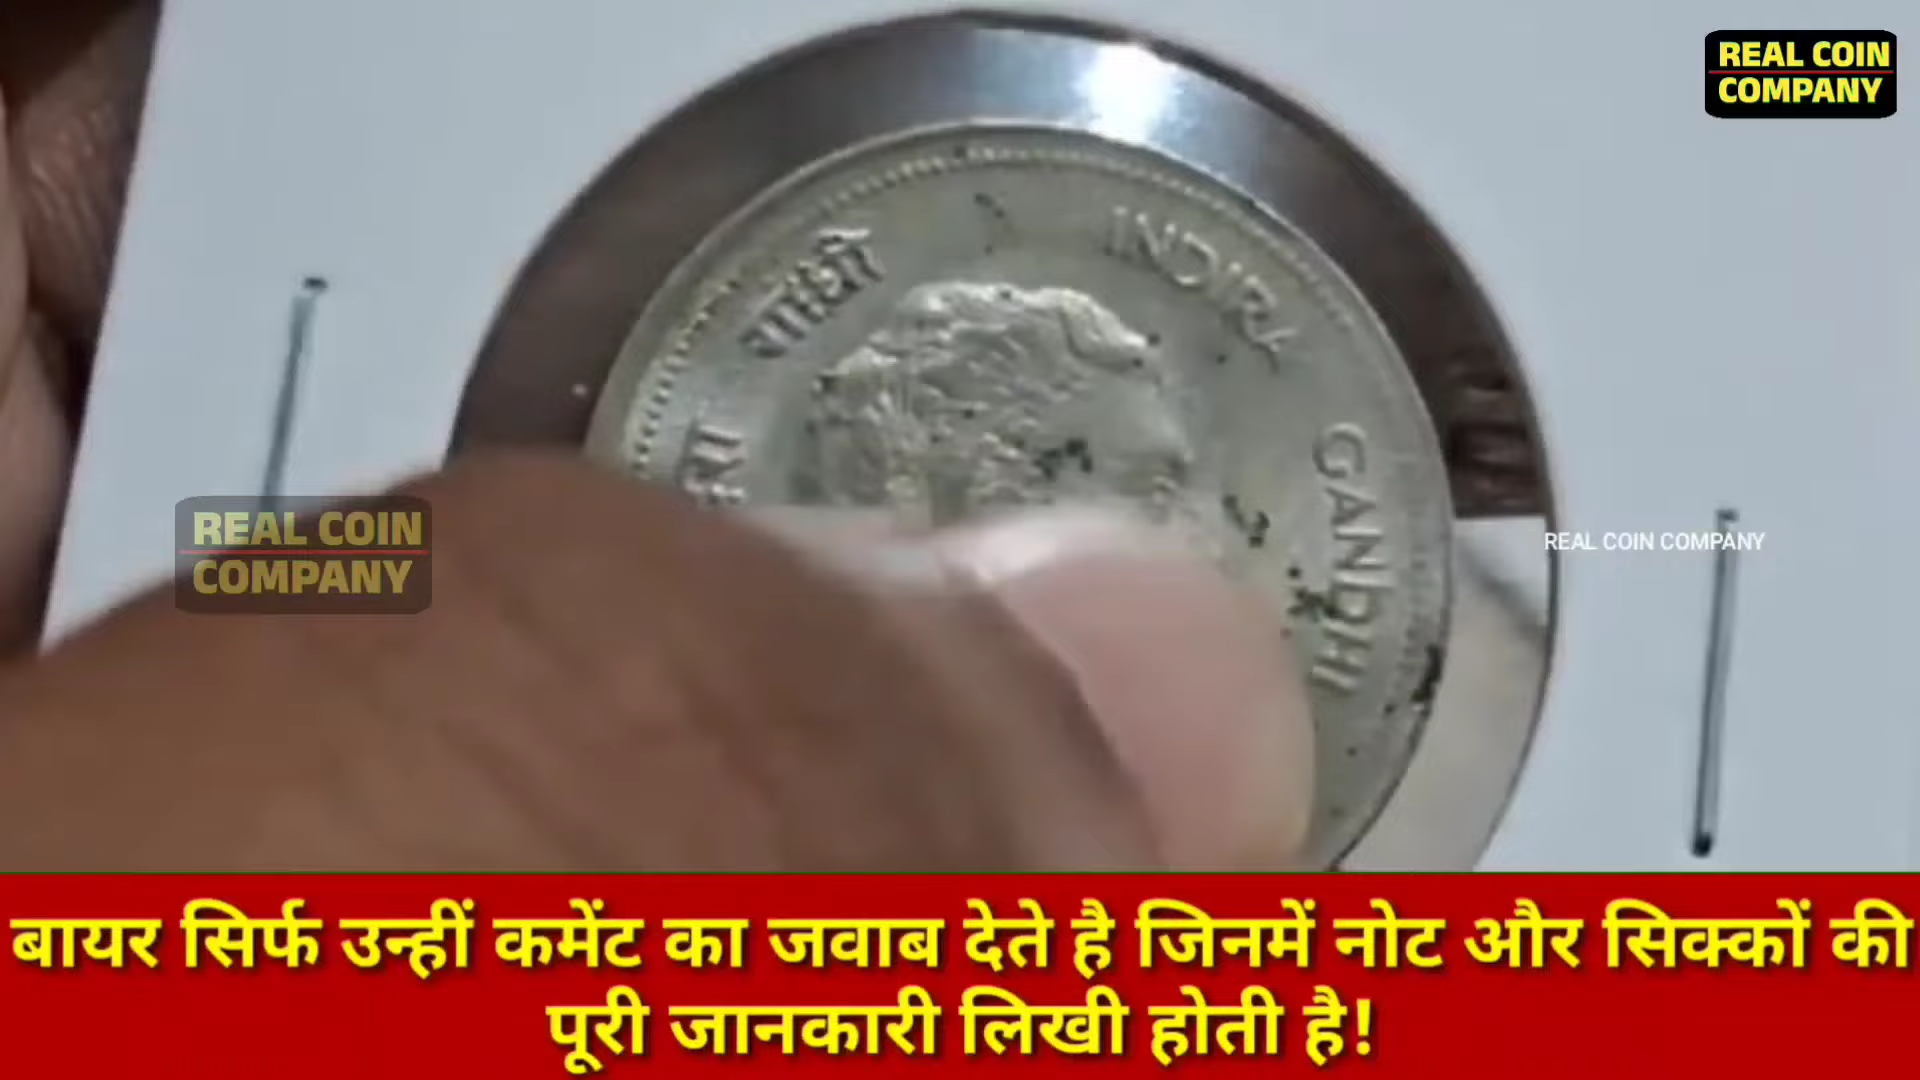 REAL COIN
COMPANY
गांधी
INDIRA
GANDHI
REAL COIN
COMPANY
REAL COIN COMPANY
बायर सिर्फ उन्हीं कमेंट का जवाब देते है जिनमें नोट और सिक्कों की
पूरी जानकारी लिखी होती है!